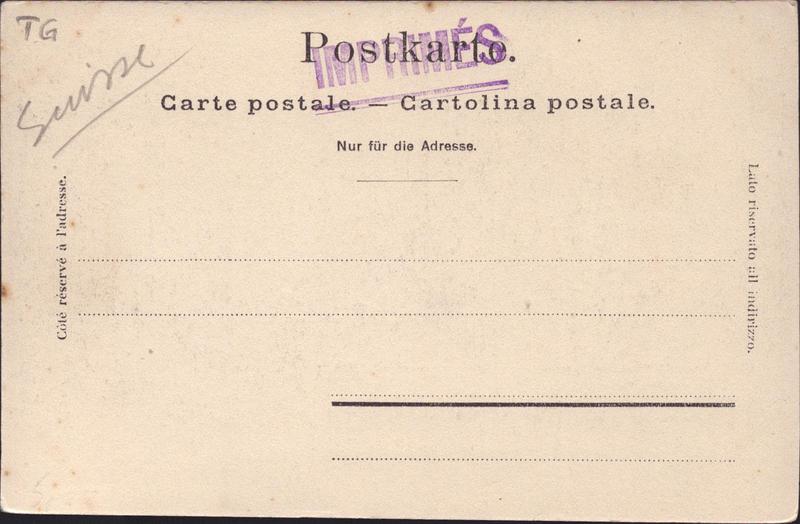 TG
Suisse
Postkarte.
IMPRIMÉS
Carte postale. — Cartolina postale.
Nur für die Adresse.
Côté réservé à l'adresse.
Lato riservato all indirizzo.